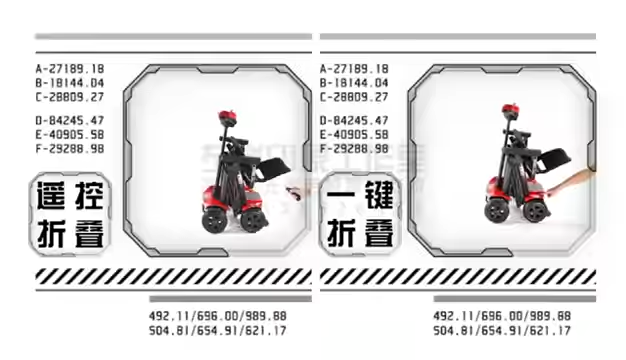 A-27189.18
B-18144.04
C-28809.27
D-84245.47
E-40905.58
F-29288.98
遥控
折叠
492.11/696.00/989.88
504.81/654.91/621.17
A-27189.18
B-18144.04
C-28809.27
D-84245.47
E-40905.58
F-29288.98
一键
折叠
492.11/696.00/989.88
504.81/654.91/621.17